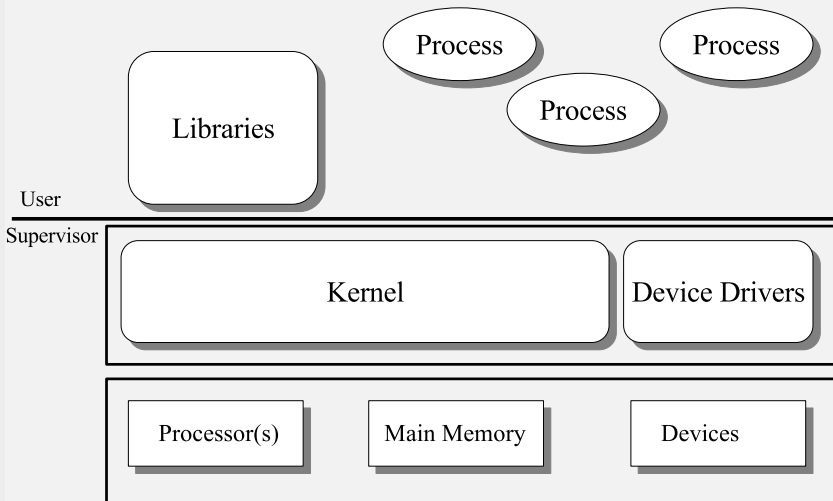 Process
Process
Process
Libraries
User
Supervisor
Kernel
Device Drivers
Processor(s)
Main Memory
Devices